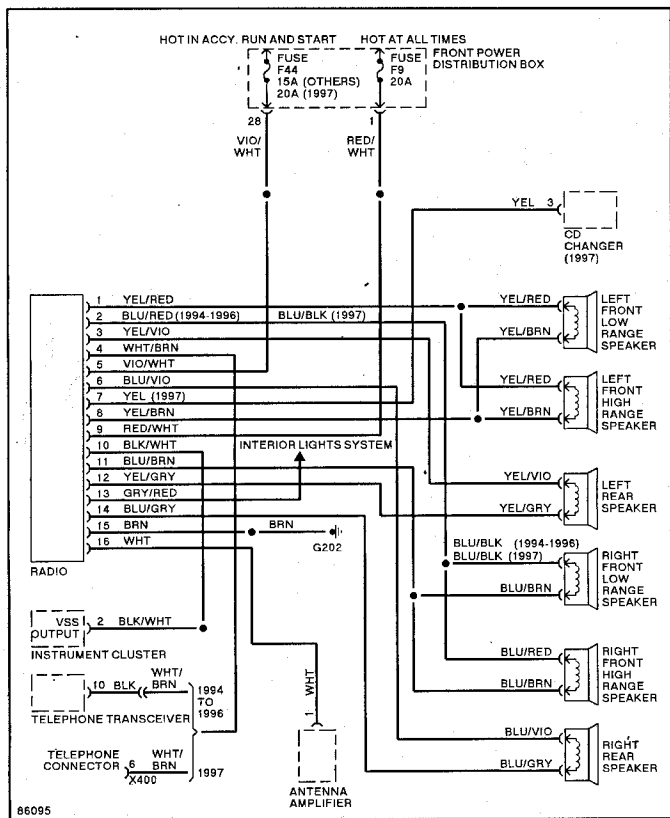 HOT IN ACCY. RUN AND START HOT AT ALL TIMES
FUSE
F44
15A (OTHERS)
20A (1997)
FUSE
F9
20A
FRONT POWER
DISTRIBUTION BOX
28
VIO/
WHT
1
RED/
WHT
YEL 3
CD
CHANGER
(1997)
1 YEL/RED
2 BLU/RED (1994-1996) BLU/BLK (1997)
3 YEL/VIO
4 WHT/BRN
5 VIO/WHT
6 BLU/VIO
7 YEL (1997)
8 YEL/BRN
9 RED/WHT
10 BLK/WHT
11 BLU/BRN
12 YEL/GRY
13 GRY/RED
14 BLU/GRY
15 BRN
16 WHT
RADIO
INTERIOR LIGHTS SYSTEM
BRN
G202
YEL/RED
YEL/BRN
LEFT
FRONT
LOW
RANGE
SPEAKER
YEL/RED
YEL/BRN
LEFT
FRONT
HIGH
RANGE
SPEAKER
YEL/VIO
YEL/GRY
LEFT
REAR
SPEAKER
BLU/BLK (1994-1996)
BLU/BLK (1997)
BLU/BRN
RIGHT
FRONT
LOW
RANGE
SPEAKER
BLU/RED
BLU/BRN
RIGHT
FRONT
HIGH
RANGE
SPEAKER
BLU/VIO
BLU/GRY
RIGHT
REAR
SPEAKER
VSS
OUTPUT
2 BLK/WHT
INSTRUMENT CLUSTER
10 BLK
WHT/
BRN
1994
TO
1996
TELEPHONE TRANSCEIVER
TELEPHONE
CONNECTOR
6
X400
WHT/
BRN
1997
WHT
1
ANTENNA
AMPLIFIER
86095